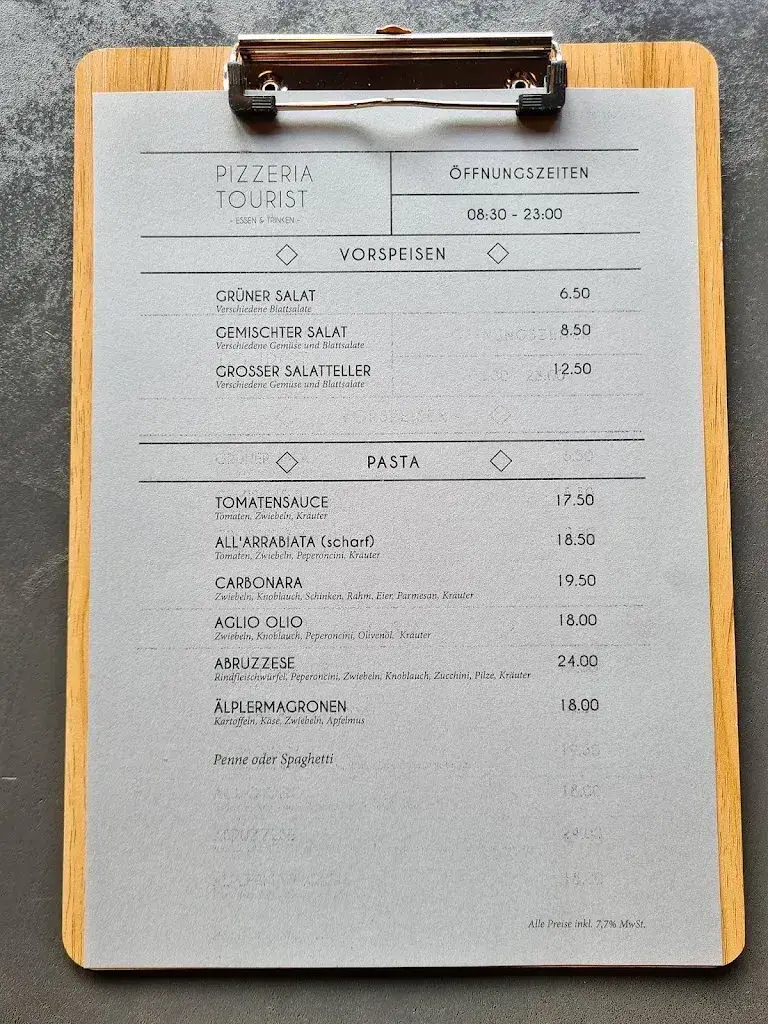 PIZZERIA
TOURIST
- ESSEN & TRINKEN -
ÖFFNUNGSZEITEN
08:30 - 23:00
VORSPEISEN
GRÜNER SALAT 6.50
Verschiedene Blattsalate
GEMISCHTER SALAT 8.50
Verschiedene Gemüse und Blattsalate
GROSSER SALATTELLER 12.50
Verschiedene Gemüse und Blattsalate
PASTA
TOMATENSAUCE 17.50
Tomaten, Zwiebeln, Kräuter
ALL'ARRABIATA (scharf) 18.50
Tomaten, Zwiebeln, Peperoncini, Kräuter
CARBONARA 19.50
Zwiebeln, Knoblauch, Schinken, Rahm, Eier, Parmesan, Kräuter
AGLIO OLIO 18.00
Zwiebeln, Knoblauch, Peperoncini, Olivenöl, Kräuter
ABRUZZESE 24.00
Rindfleischwürfel, Peperoncini, Zwiebeln, Knoblauch, Zucchini, Pilze, Kräuter
ÄLPLERMAGRONEN 18.00
Kartoffeln, Käse, Zwiebeln, Apfelmus
Penne oder Spaghetti
Alle Preise inkl. 7,7% MwSt.